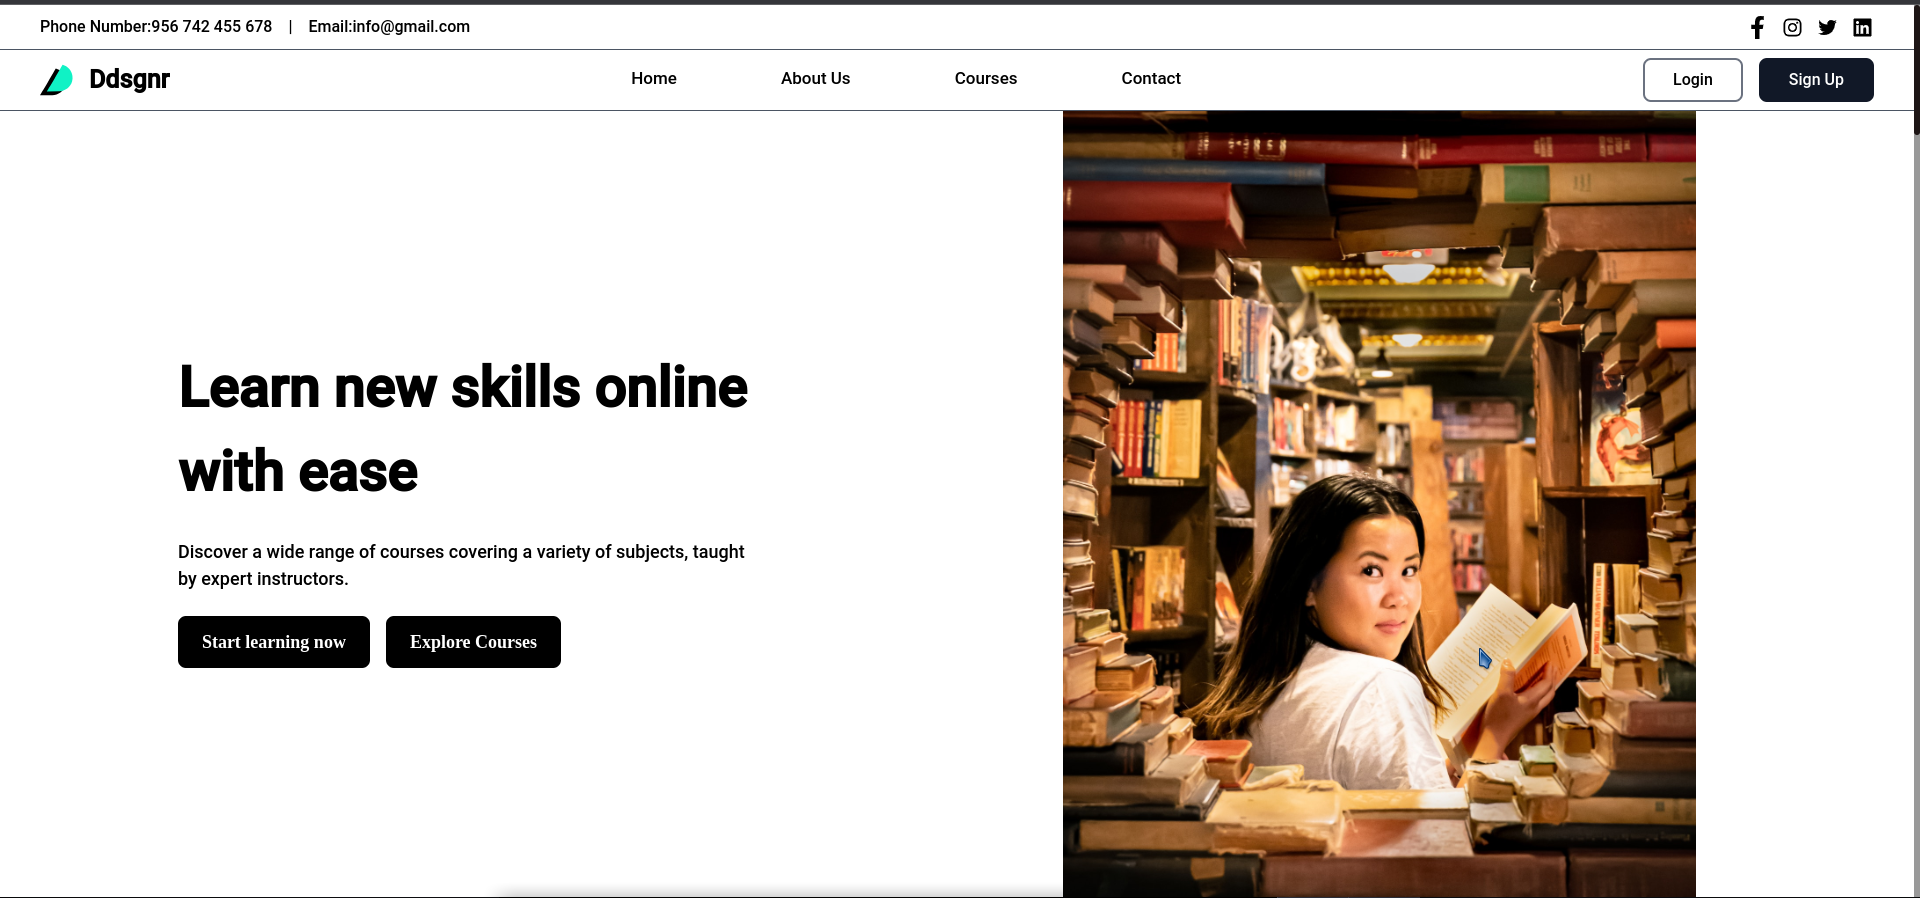 Phone Number:956 742 455 678 | Email:info@gmail.com
Ddsgnr
Home
About Us
Courses
Contact
Login
Sign Up
Learn new skills online
with ease
Discover a wide range of courses covering a variety of subjects, taught
by expert instructors.
Start learning now
Explore Courses